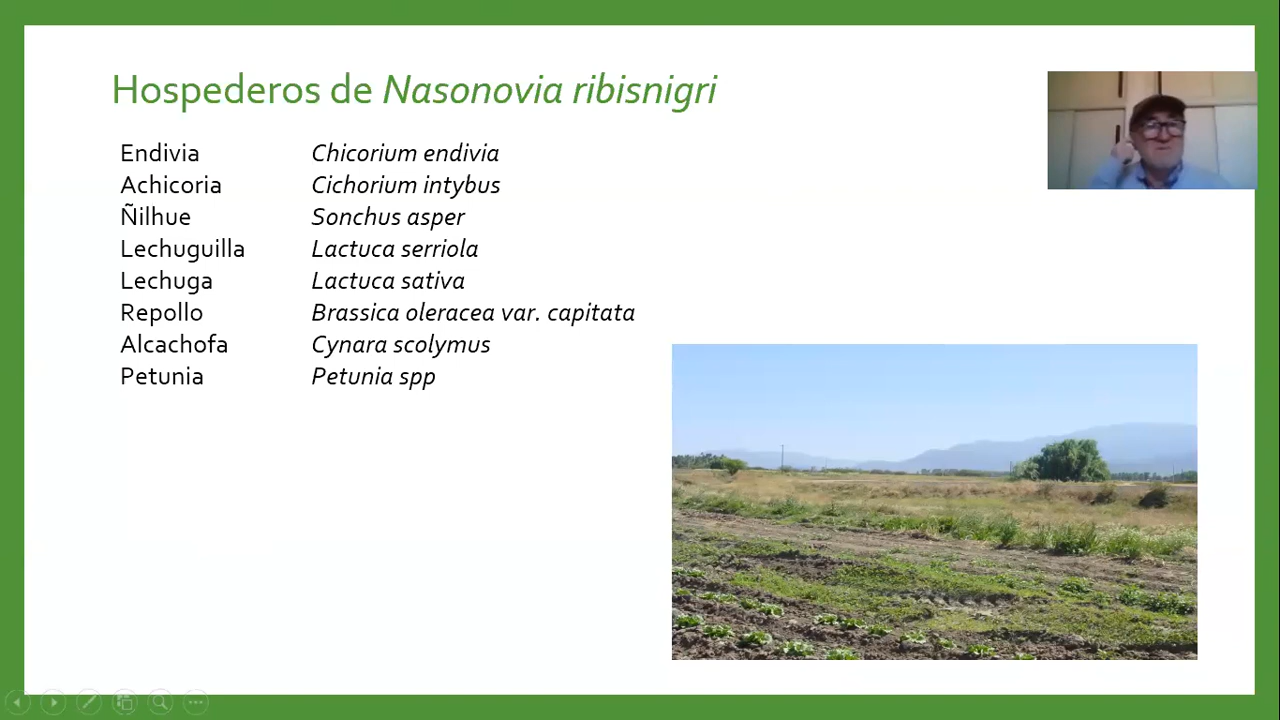 Hospederos de Nasonovia ribisnigri
Endivia Chicorium endivia
Achicoria Cichorium intybus
Ñilhue Sonchus asper
Lechuguilla Lactuca serriola
Lechuga Lactuca sativa
Repollo Brassica oleracea var. capitata
Alcachofa Cynara scolymus
Petunia Petunia spp